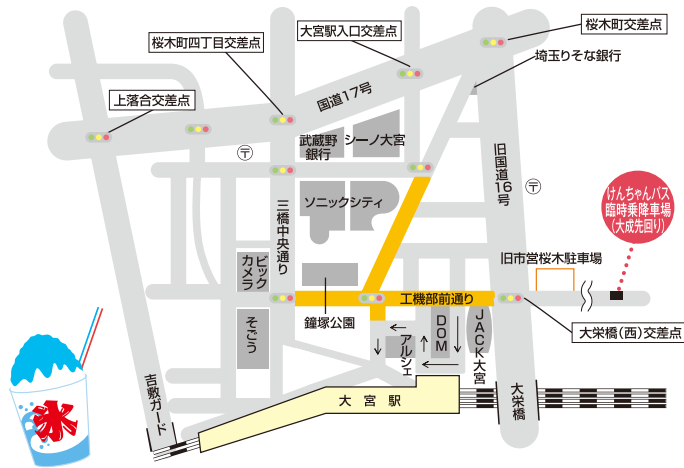 桜木町交差点
大宮駅入口交差点
桜木町四丁目交差点
埼玉りそな銀行
上落合交差点
国道17号
武蔵野
銀行
シーノ大宮
旧国道16号
〒
〒
けんちゃんバス
臨時乗降車場
(大成先回り)
ソニックシティ
三橋中央通り
旧市営桜木駐車場
ビック
カメラ
工機部前通り
鐘塚公園
そごう
アルシェ
DOM
JACK大宮
大栄橋(西)交差点
吉敷ガード
大宮駅
大栄橋
氷